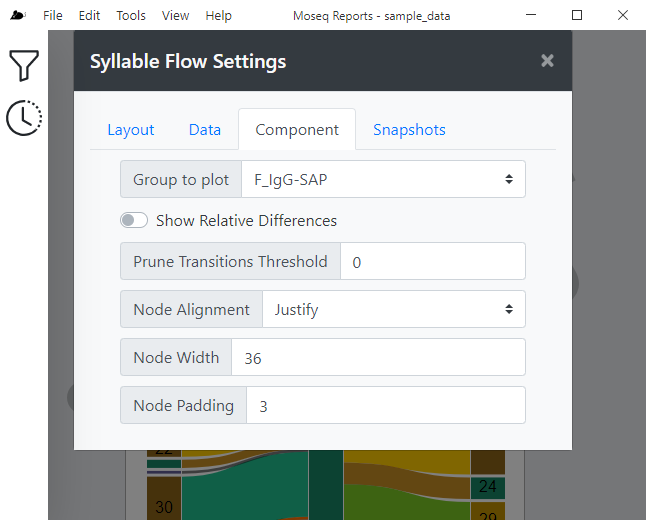 File Edit Tools View Help Moseq Reports - sample_data
Syllable Flow Settings ×
Layout Data Component Snapshots
Group to plot F_IgG-SAP
Show Relative Differences
Prune Transitions Threshold 0
Node Alignment Justify
Node Width 36
Node Padding 3
22
24
30
29